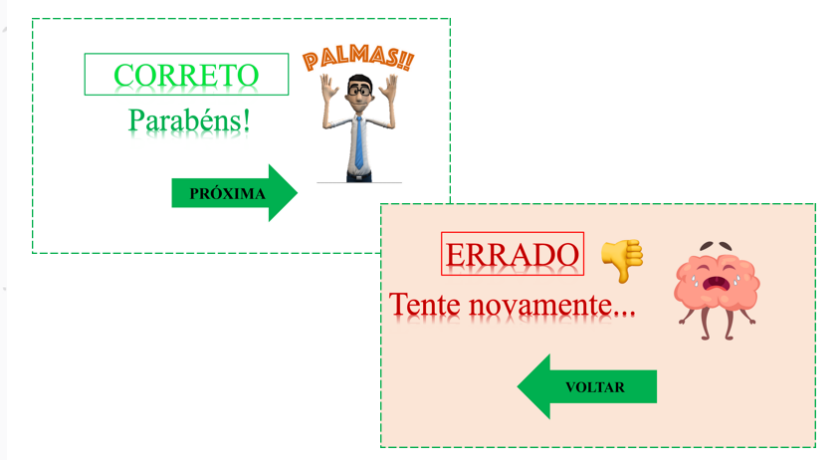 PALMAS!!
CORRETO
Parabéns!
PRÓXIMA
ERRADO
Tente novamente...
VOLTAR